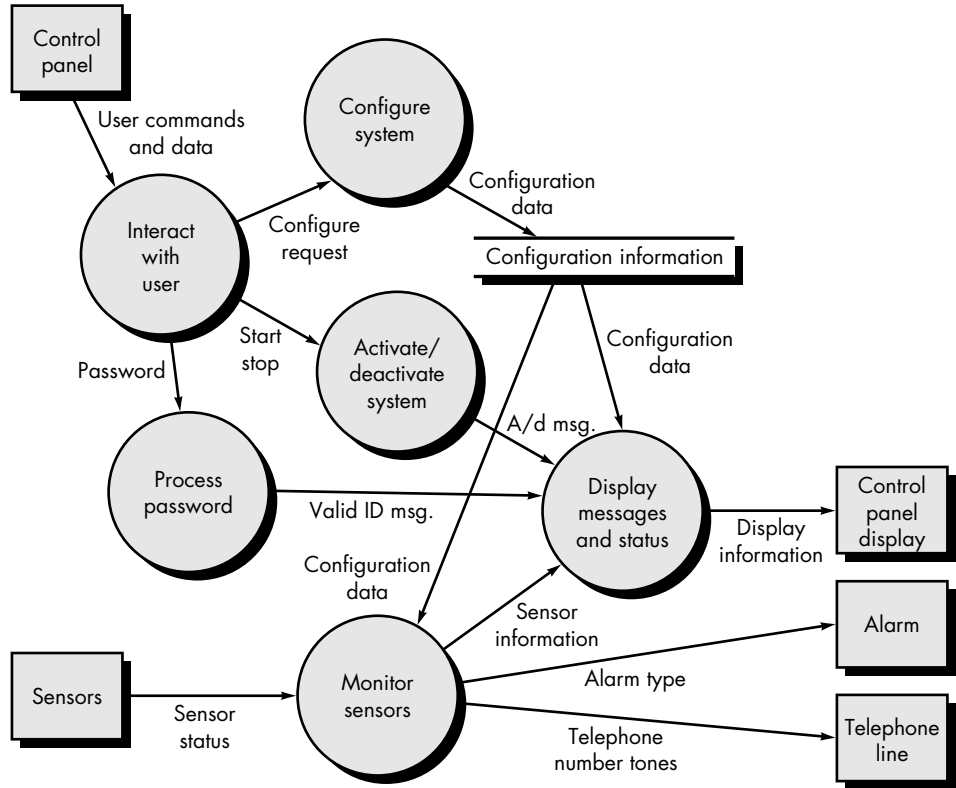 Control
panel
User commands
and data
Configure
system
Configuration
data
Interact
with
user
Configure
request
Configuration information
Start
stop
Activate/
deactivate
system
Configuration
data
Password
A/d msg.
Process
password
Valid ID msg.
Display
messages
and status
Control
panel
display
Display
information
Configuration
data
Sensor
information
Alarm
Sensors
Sensor
status
Monitor
sensors
Alarm type
Telephone
number tones
Telephone
line